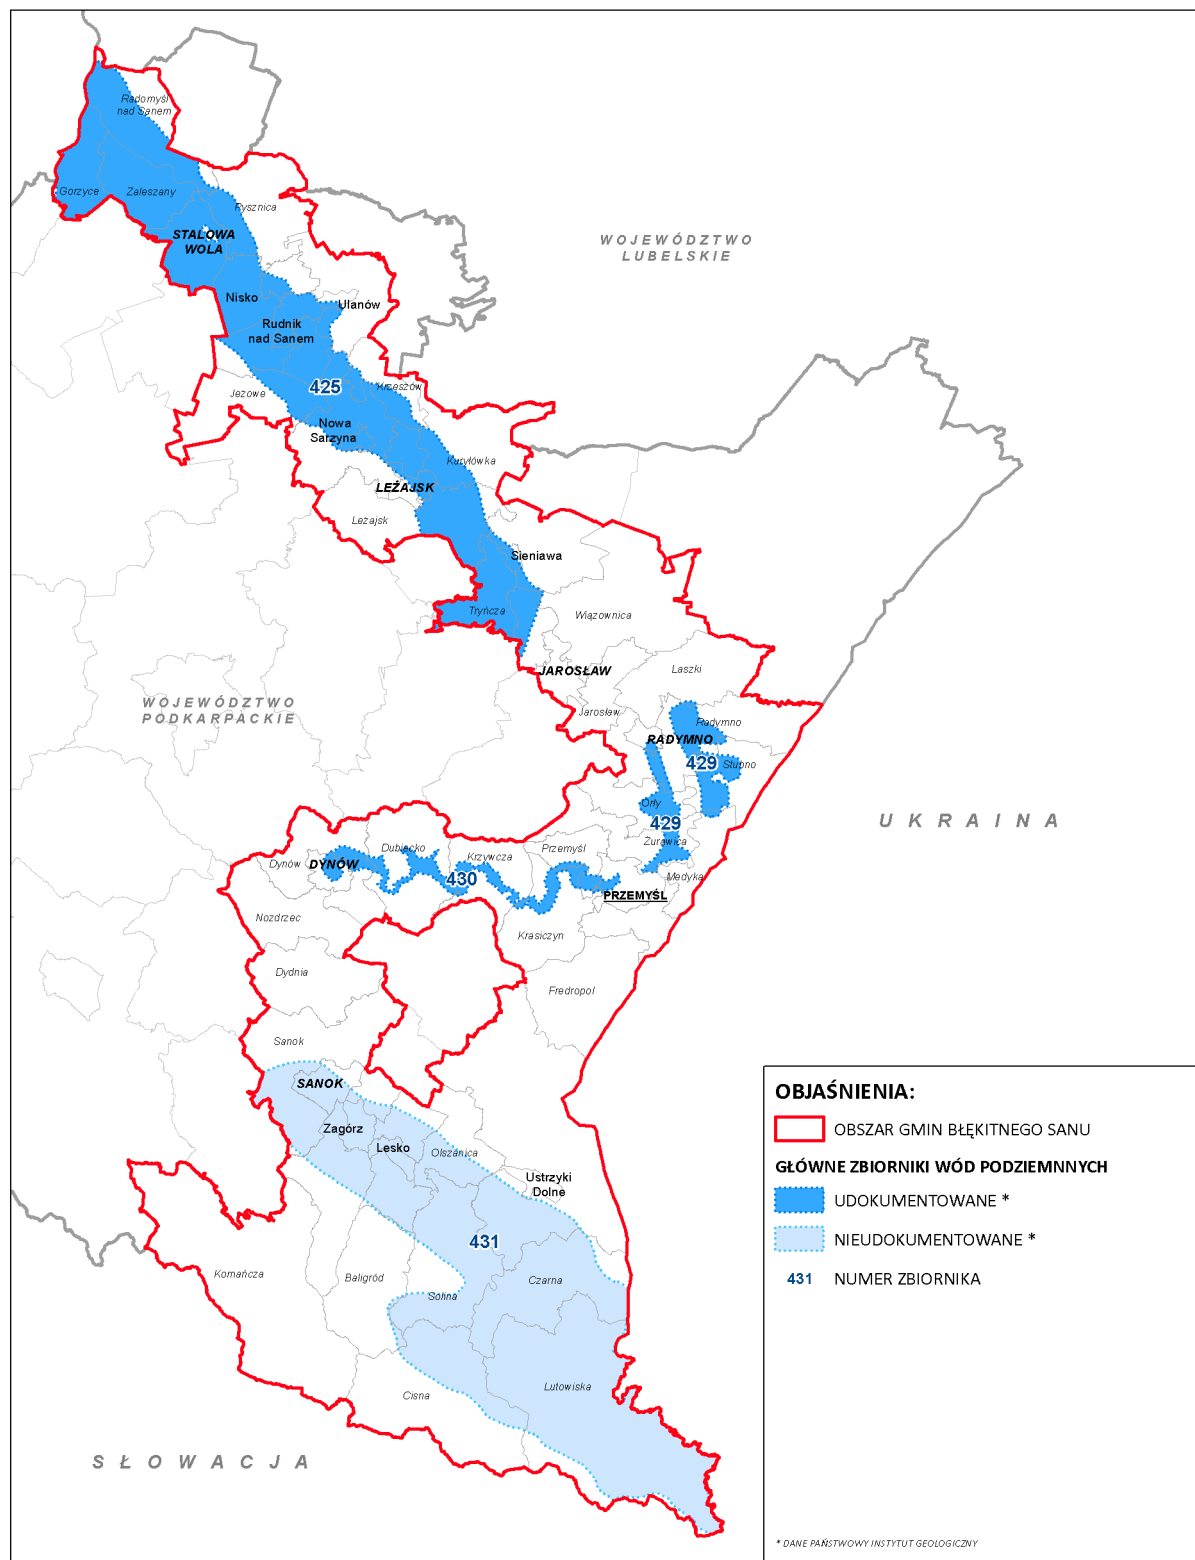 Radomyśl
nad Sanem
Gorzyce
Zaleszany
Pysznica
STALOWA
WOLA
WOJEWÓDZTWO
LUBELSKIE
Nisko
Ulanów
Rudnik
nad Sanem
425
Krzeszów
Jeżowe
Nowa
Sarzyna
Kuryłówka
LEŻAJSK
Leżajsk
Sieniawa
Tryńcza
Wiązownica
JAROSŁAW
Laszki
WOJEWÓDZTWO
PODKARPACKIE
Jarosław
Radymno
RADYMNO
429
Stupno
Orły
429
UKRAINA
Żurawica
Dubiecko
Przemyśl
Dynów
DYNÓW
Krzywcza
430
Medyka
PRZEMYŚL
Nozdrzec
Krasiczyn
Dydnia
Fredropol
Sanok
SANOK
Zagórz
Lesko
Olszanica
Ustrzyki
Dolne
431
Komańcza
Baligród
Czarna
Solina
Cisna
Lutowiska
SŁOWACJA
OBJAŚNIENIA:
OBSZAR GMIN BŁĘKITNEGO SANU
GŁÓWNE ZBIORNIKI WÓD PODZIEMNNYCH
UDOKUMENTOWANE *
NIEUDOKUMENTOWANE *
431 NUMER ZBIORNIKA
* DANE PAŃSTWOWY INSTYTUT GEOLOGICZNY